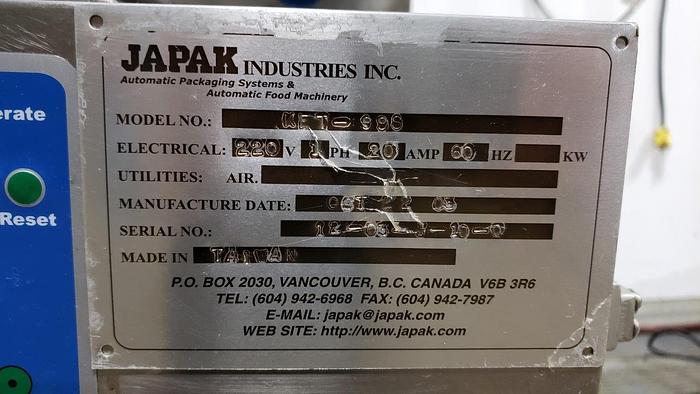 JAPAK INDUSTRIES INC.
Automatic Packaging Systems &
Automatic Food Machinery
MODEL NO.:
ELECTRICAL: 220 V 1 PH 20 AMP 60 HZ KW
UTILITIES: AIR.
MANUFACTURE DATE:
SERIAL NO.:
MADE IN TAIWAN
P.O. BOX 2030, VANCOUVER, B.C. CANADA V6B 3R6
TEL: (604) 942-6968 FAX: (604) 942-7987
E-MAIL: japak@japak.com
WEB SITE: http://www.japak.com
erate
Reset